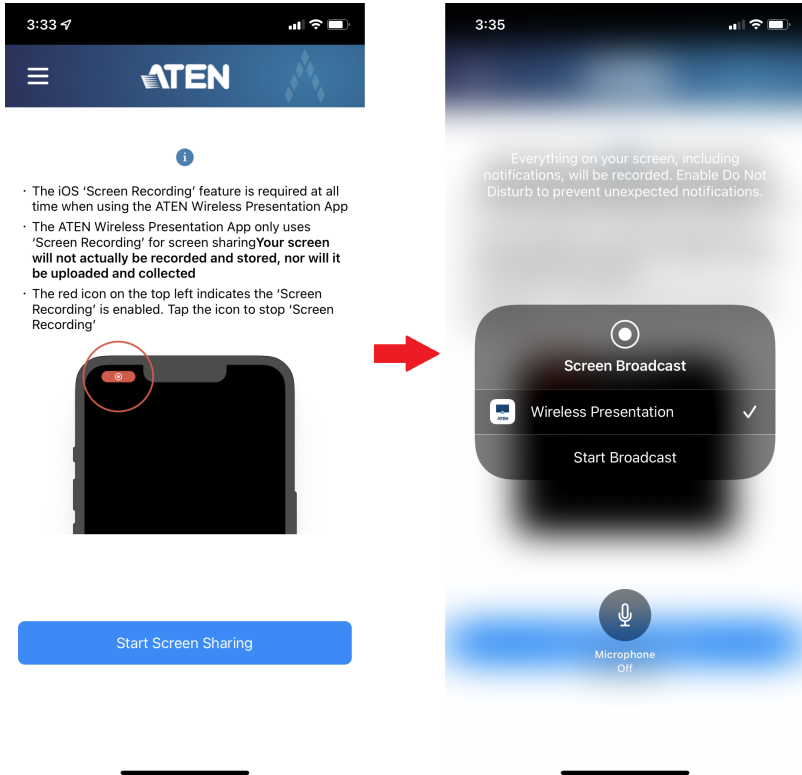 3:33
ATEN
i
· The iOS ‘Screen Recording’ feature is required at all
time when using the ATEN Wireless Presentation App
· The ATEN Wireless Presentation App only uses
‘Screen Recording’ for screen sharingYour screen
will not actually be recorded and stored, nor will it
be uploaded and collected
· The red icon on the top left indicates the ‘Screen
Recording’ is enabled. Tap the icon to stop ‘Screen
Recording’
Start Screen Sharing
3:35
Everything on your screen, including
notifications, will be recorded. Enable Do Not
Disturb to prevent unexpected notifications.
Screen Broadcast
ATEN
Wireless Presentation
Start Broadcast
Microphone
Off